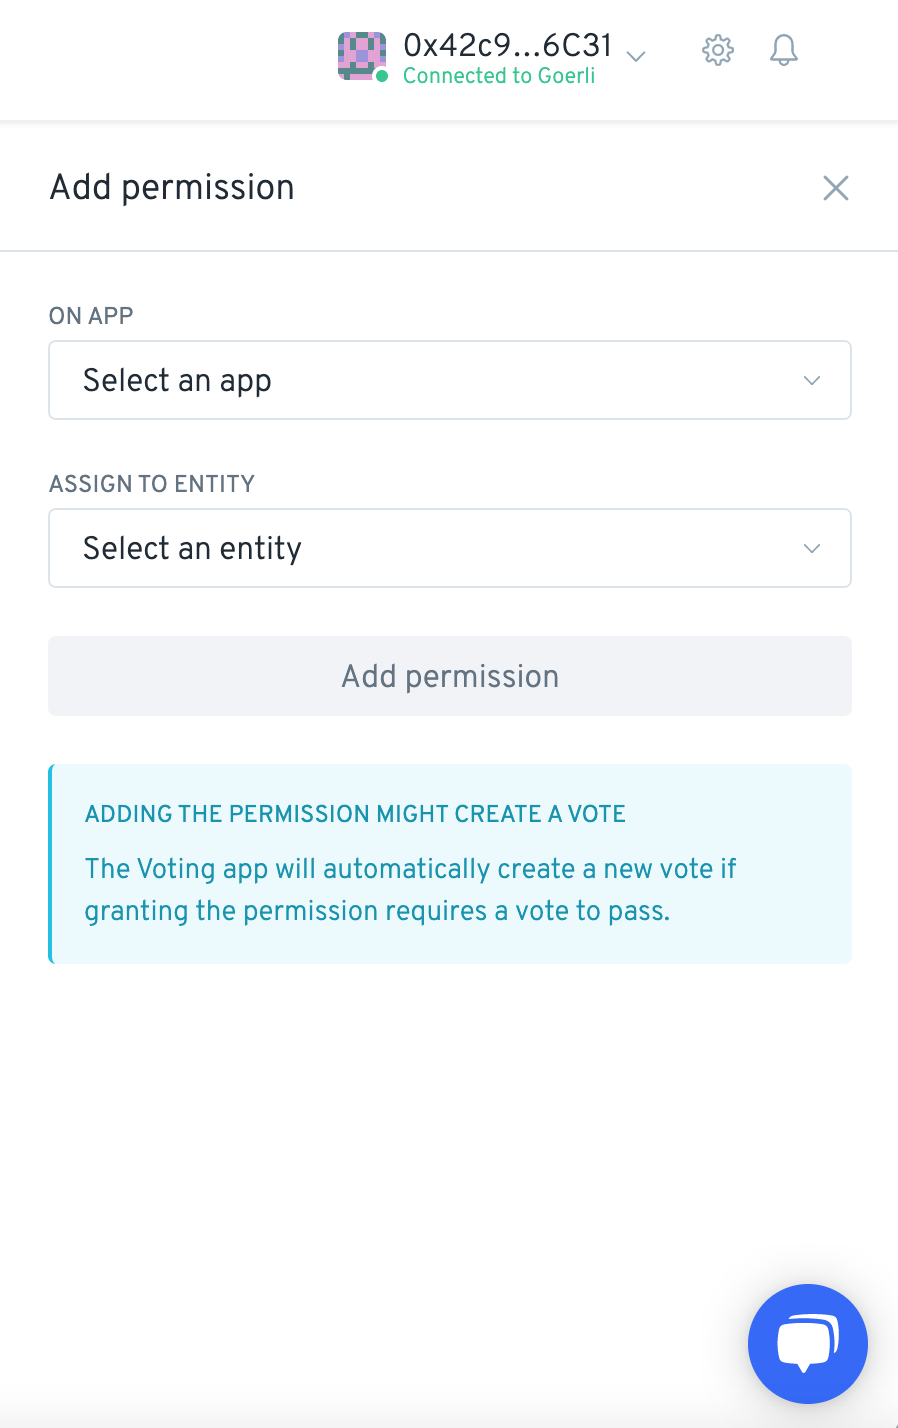 0x42c9...6C31
Connected to Goerli
Add permission
ON APP
Select an app
ASSIGN TO ENTITY
Select an entity
Add permission
ADDING THE PERMISSION MIGHT CREATE A VOTE
The Voting app will automatically create a new vote if
granting the permission requires a vote to pass.